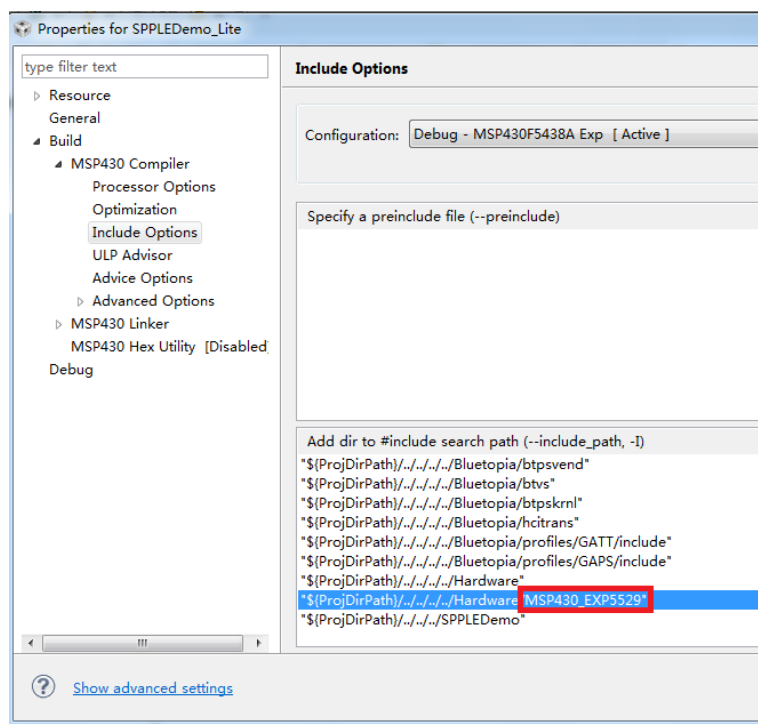 Properties for SPPLEDemo_Lite
type filter text
Resource
General
Build
MSP430 Compiler
Processor Options
Optimization
Include Options
ULP Advisor
Advice Options
Advanced Options
MSP430 Linker
MSP430 Hex Utility [Disabled
Debug
Include Options
Configuration: Debug - MSP430F5438A Exp [ Active ]
Specify a preinclude file (--preinclude)
Add dir to #include search path (--include_path, -I)
"${ProjDirPath}/../../../../Bluetopia/btpsvend"
"${ProjDirPath}/../../../../Bluetopia/btvs"
"${ProjDirPath}/../../../../Bluetopia/btpskrnl"
"${ProjDirPath}/../../../../Bluetopia/hcitrans"
"${ProjDirPath}/../../../../Bluetopia/profiles/GATT/include"
"${ProjDirPath}/../../../../Bluetopia/profiles/GAPS/include"
"${ProjDirPath}/../../../../Hardware"
"${ProjDirPath}/../../../../Hardware/MSP430_EXP5529"
"${ProjDirPath}/../../../SPPLEDemo"
Show advanced settings